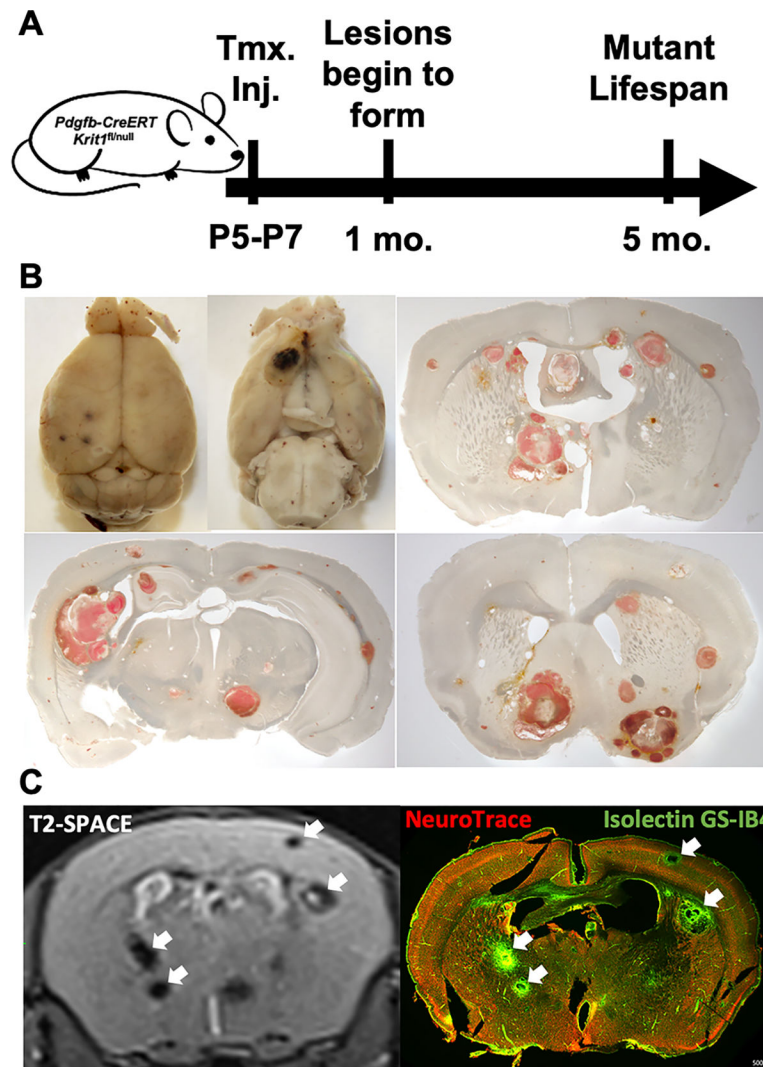 A
Tmx.
Inj.
Lesions
begin to
form
Mutant
Lifespan
Pdgfb-CreERT
Krit1fl/null
P5-P7
1 mo.
5 mo.
B
C
T2-SPACE
NeuroTrace
Isolectin GS-IB4
500